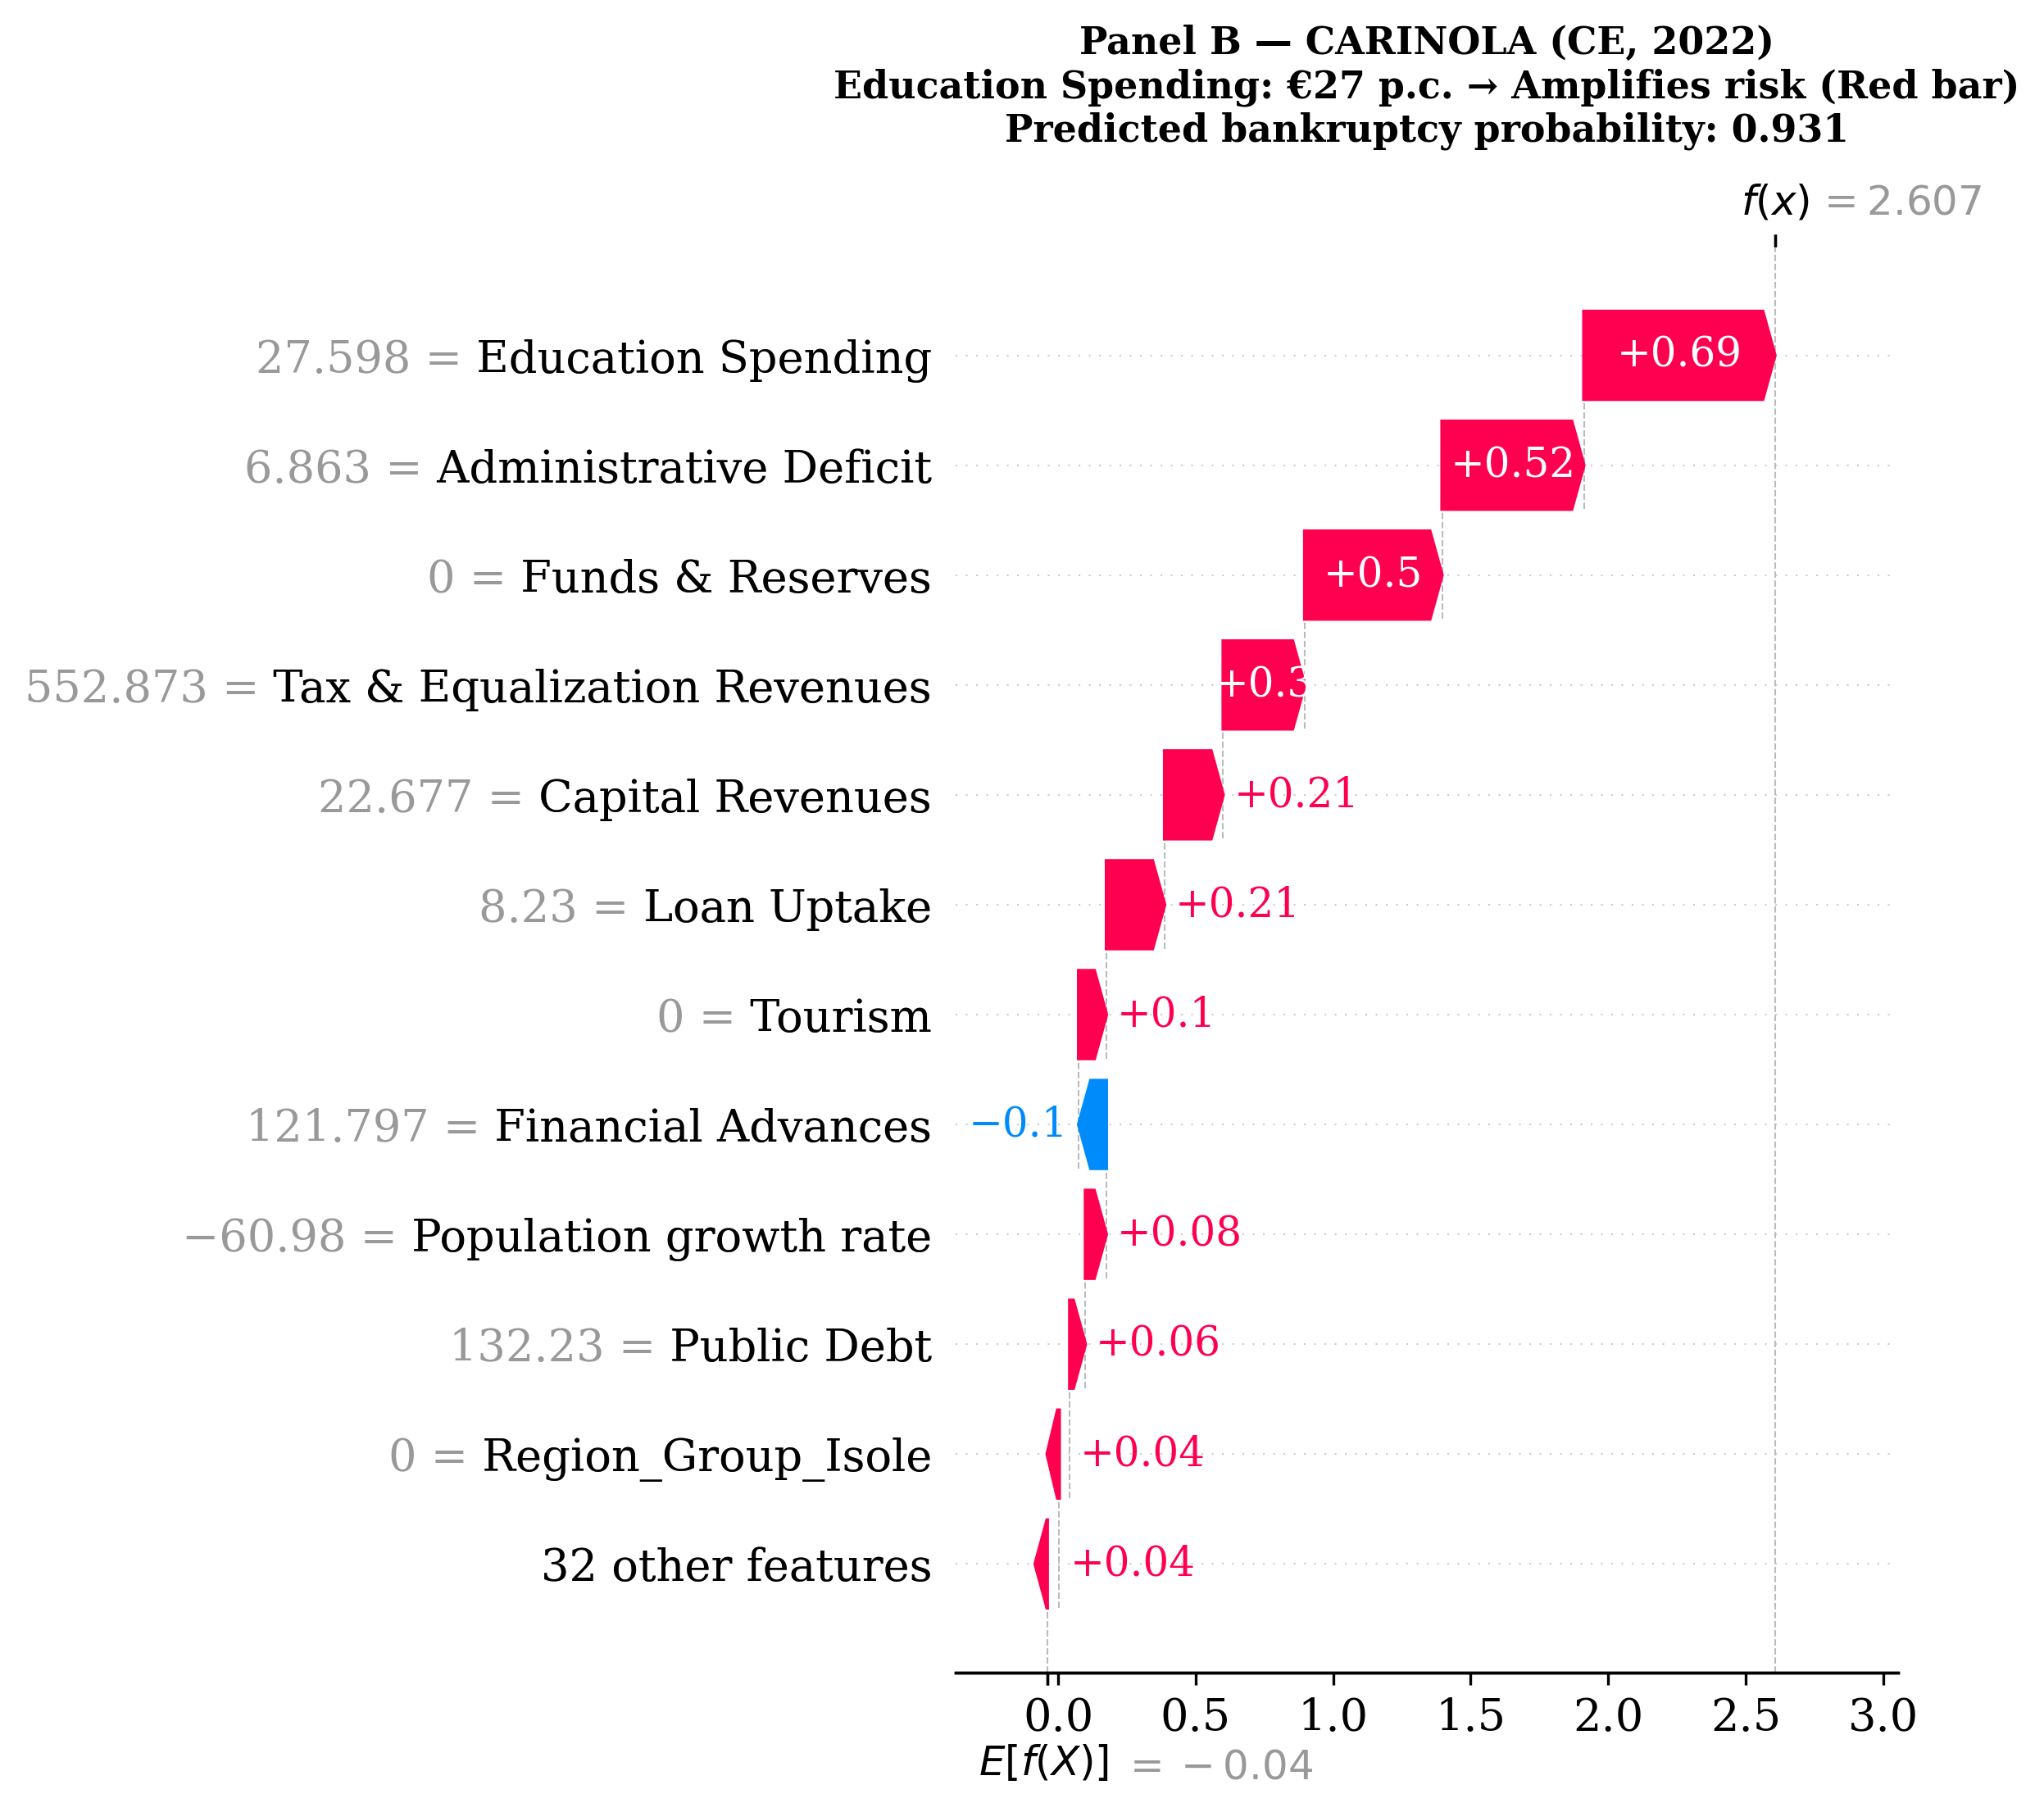 Panel B — CARINOLA (CE, 2022)
Education Spending: €27 p.c. → Amplifies risk (Red bar)
Predicted bankruptcy probability: 0.931
f(x) = 2.607
27.598 = Education Spending
+0.69
6.863 = Administrative Deficit
+0.52
0 = Funds & Reserves
+0.5
552.873 = Tax & Equalization Revenues
+0.3
22.677 = Capital Revenues
+0.21
8.23 = Loan Uptake
+0.21
0 = Tourism
+0.1
121.797 = Financial Advances
−0.1
−60.98 = Population growth rate
+0.08
132.23 = Public Debt
+0.06
0 = Region_Group_Isole
+0.04
32 other features
+0.04
0.0 0.5 1.0 1.5 2.0 2.5 3.0
E[f(X)] = −0.04